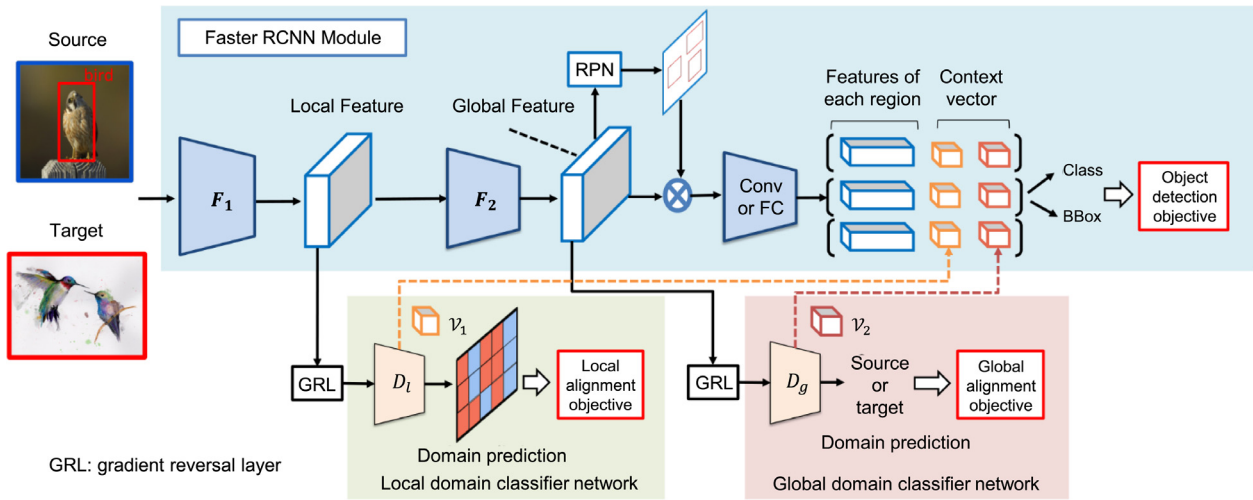 Source
bird
Target
Faster RCNN Module
F1
Local Feature
Global Feature
F2
RPN
Conv
or FC
Features of
each region
Context
vector
Class
BBox
Object
detection
objective
GRL
Dl
𝒱1
Local
alignment
objective
Domain prediction
Local domain classifier network
GRL
Dg
𝒱2
Source
or
target
Global
alignment
objective
Domain prediction
Global domain classifier network
GRL: gradient reversal layer